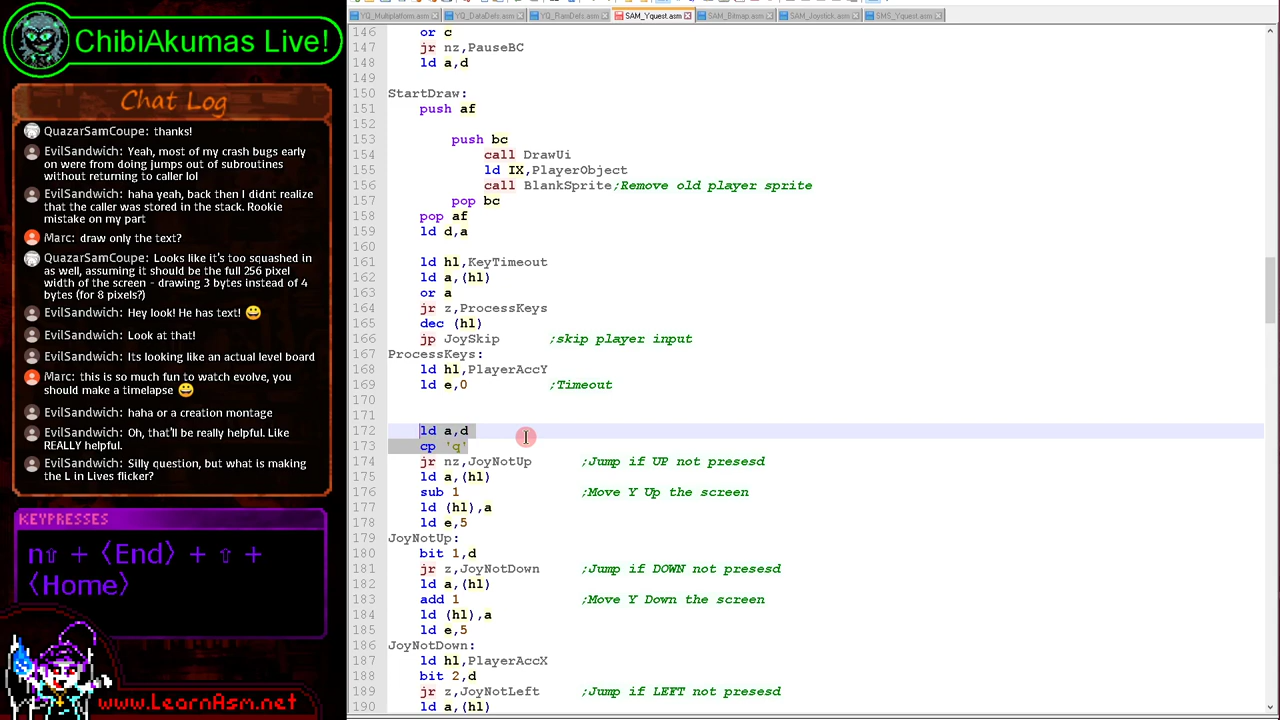 ChibiAkumas Live!
Chat Log
QuazarSamCoupe: thanks!
EvilSandwich: Yeah, most of my crash bugs early
on were from doing jumps out of subroutines
without returning to caller lol
EvilSandwich: haha yeah, back then I didnt realize
that the caller was stored in the stack. Rookie
mistake on my part
Marc: draw only the text?
QuazarSamCoupe: Looks like it's too squashed in
as well, assuming it should be the full 256 pixel
width of the screen - drawing 3 bytes instead of 4
bytes (for 8 pixels?)
EvilSandwich: Hey look! He has text! 😀
EvilSandwich: Look at that!
EvilSandwich: Its looking like an actual level board
Marc: this is so much fun to watch evolve, you
should make a timelapse 😀
EvilSandwich: haha or a creation montage
EvilSandwich: Oh, that'll be really helpful. Like
REALLY helpful.
EvilSandwich: Silly question, but what is making
the L in Lives flicker?
KEYPRESSES
n⇧ + 〈End〉 + ⇧ +
〈Home〉
www.LearnAsm.net
YQ_Multiplatform.asm YQ_DataDefs.asm YQ_RamDefs.asm SAM_Yquest.asm SAM_Bitmap.asm SAM_Joystick.asm SMS_Yquest.asm
146 or c
147 jr nz,PauseBC
148 ld a,d
149
150 StartDraw:
151 push af
152
153 push bc
154 call DrawUi
155 ld IX,PlayerObject
156 call BlankSprite;Remove old player sprite
157 pop bc
158 pop af
159 ld d,a
160
161 ld hl,KeyTimeout
162 ld a,(hl)
163 or a
164 jr z,ProcessKeys
165 dec (hl)
166 jp JoySkip ;skip player input
167 ProcessKeys:
168 ld hl,PlayerAccY
169 ld e,0 ;Timeout
170
171
172 ld a,d
173 cp 'q'
174 jr nz,JoyNotUp ;Jump if UP not presesd
175 ld a,(hl)
176 sub 1 ;Move Y Up the screen
177 ld (hl),a
178 ld e,5
179 JoyNotUp:
180 bit 1,d
181 jr z,JoyNotDown ;Jump if DOWN not presesd
182 ld a,(hl)
183 add 1 ;Move Y Down the screen
184 ld (hl),a
185 ld e,5
186 JoyNotDown:
187 ld hl,PlayerAccX
188 bit 2,d
189 jr z,JoyNotLeft ;Jump if LEFT not presesd
190 ld a,(hl)